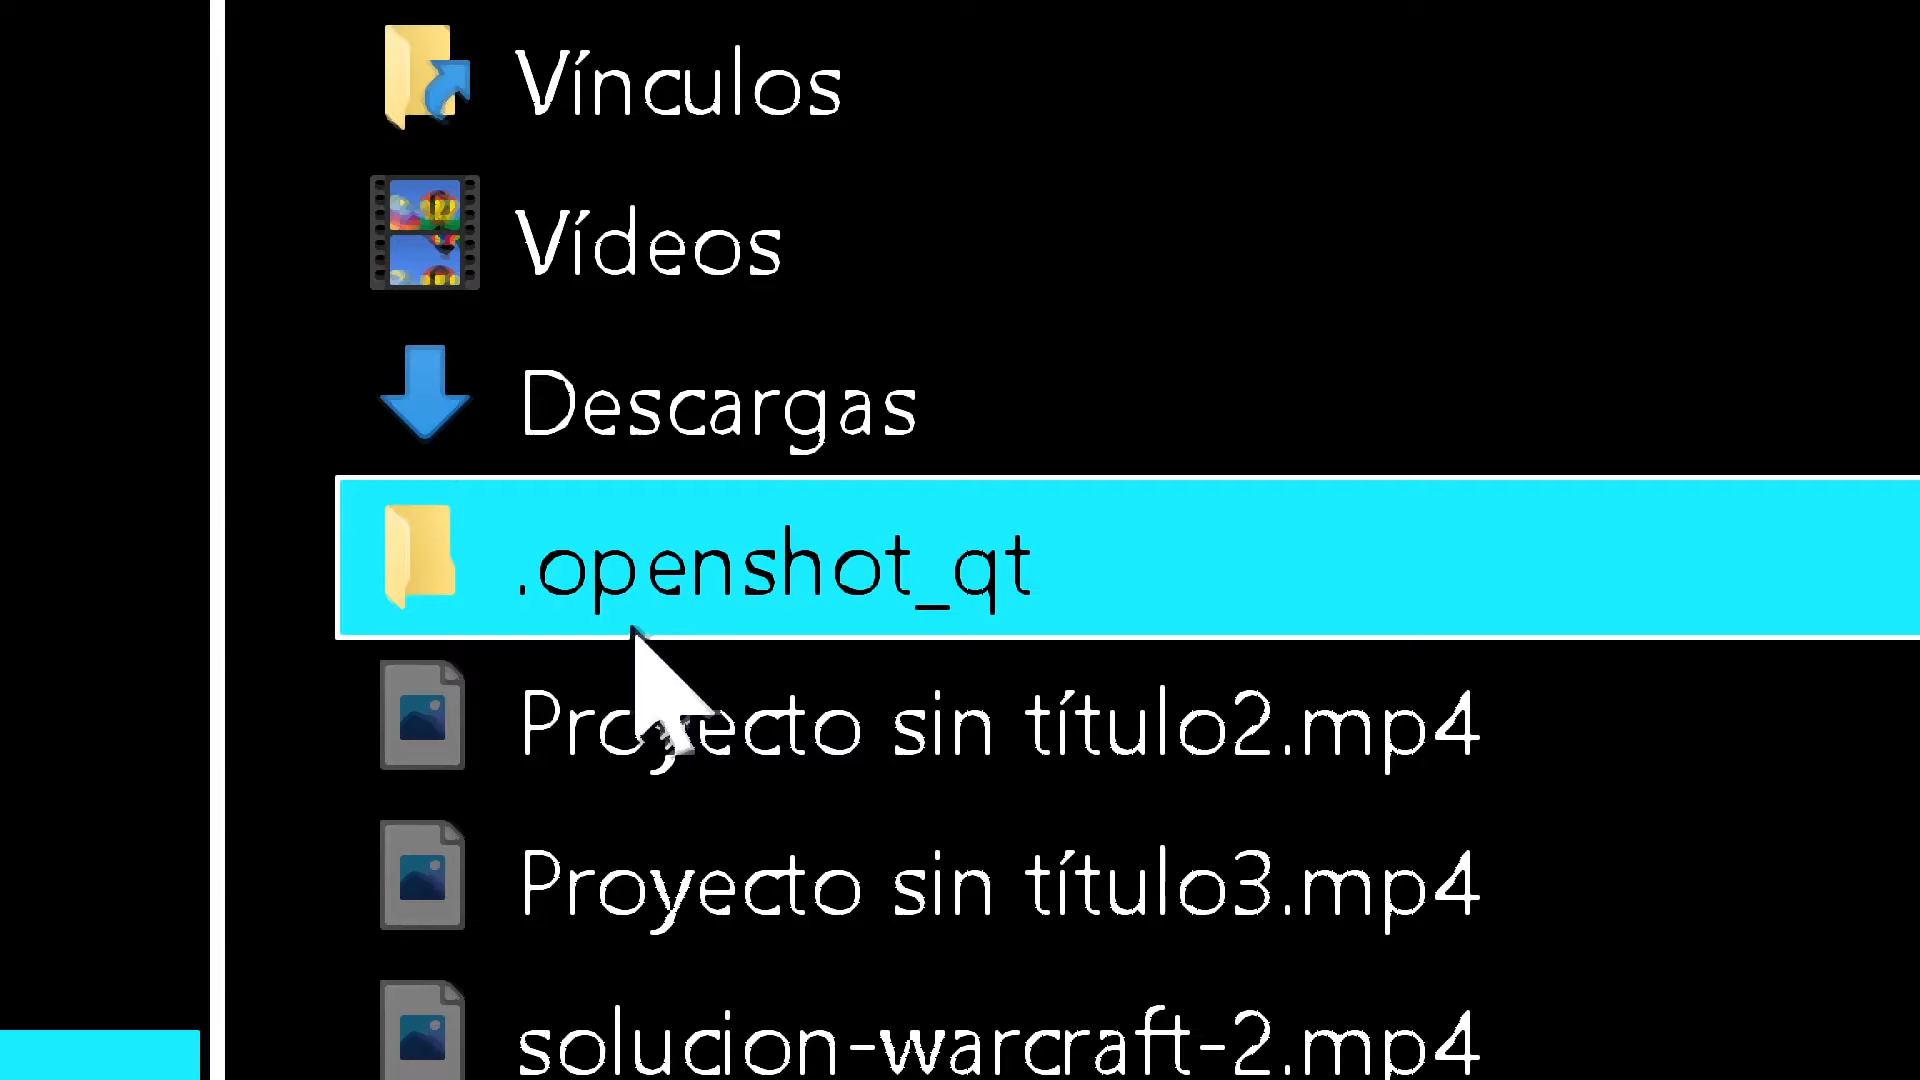 Vínculos
Vídeos
Descargas
.openshot_qt
Proyecto sin título2.mp4
Proyecto sin título3.mp4
solucion-warcraft-2.mp4